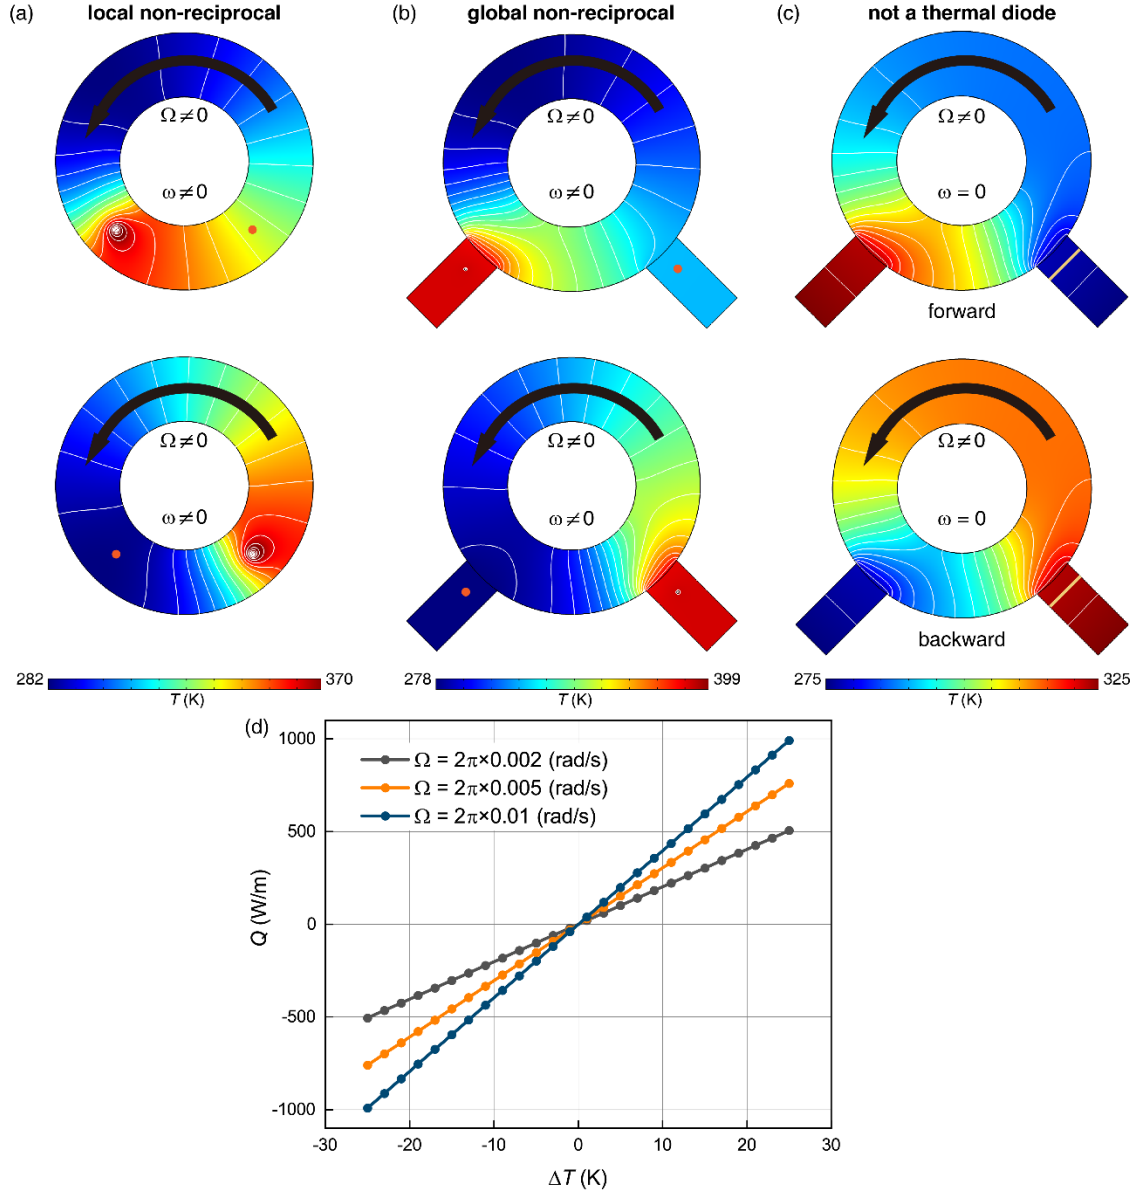 (a) local non-reciprocal
(b) global non-reciprocal
(c) not a thermal diode
Ω ≠ 0
ω ≠ 0
Ω ≠ 0
ω ≠ 0
Ω ≠ 0
ω = 0
forward
Ω ≠ 0
ω ≠ 0
Ω ≠ 0
ω ≠ 0
Ω ≠ 0
ω = 0
backward
282 T (K) 370
278 T (K) 399
275 T (K) 325
(d)
Ω = 2π×0.002 (rad/s)
Ω = 2π×0.005 (rad/s)
Ω = 2π×0.01 (rad/s)
1000
500
0
-500
-1000
Q (W/m)
-30 -20 -10 0 10 20 30
ΔT (K)